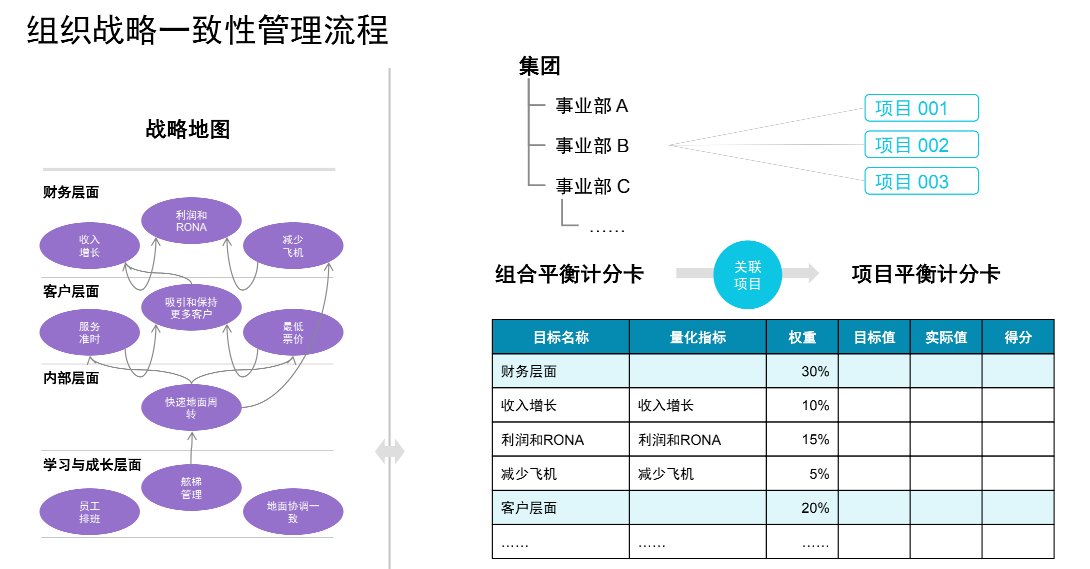 组织战略一致性管理流程
战略地图
财务层面
利润和
RONA
收入
增长
减少
飞机
客户层面
吸引和保持
更多客户
服务
准时
最低
票价
内部层面
快速地面周
转
学习与成长层面
舷梯
管理
员工
排班
地面协调一
致
集团
事业部 A
事业部 B
事业部 C
……
项目 001
项目 002
项目 003
组合平衡计分卡
关联
项目
项目平衡计分卡
目标名称 量化指标 权重 目标值 实际值 得分
财务层面 30%
收入增长 收入增长 10%
利润和RONA 利润和RONA 15%
减少飞机 减少飞机 5%
客户层面 20%
…… …… ……